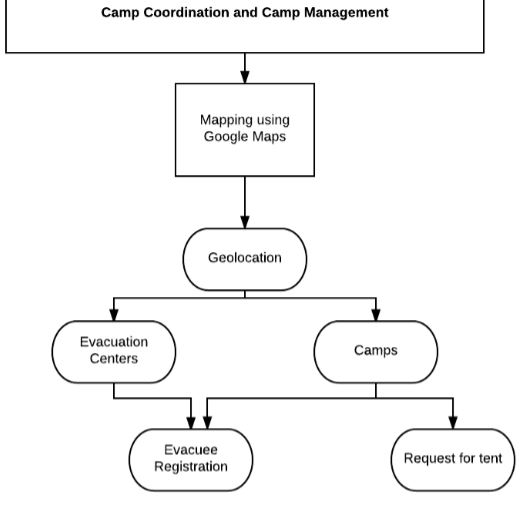 Camp Coordination and Camp Management
Mapping using
Google Maps
Geolocation
Evacuation
Centers
Camps
Evacuee
Registration
Request for tent